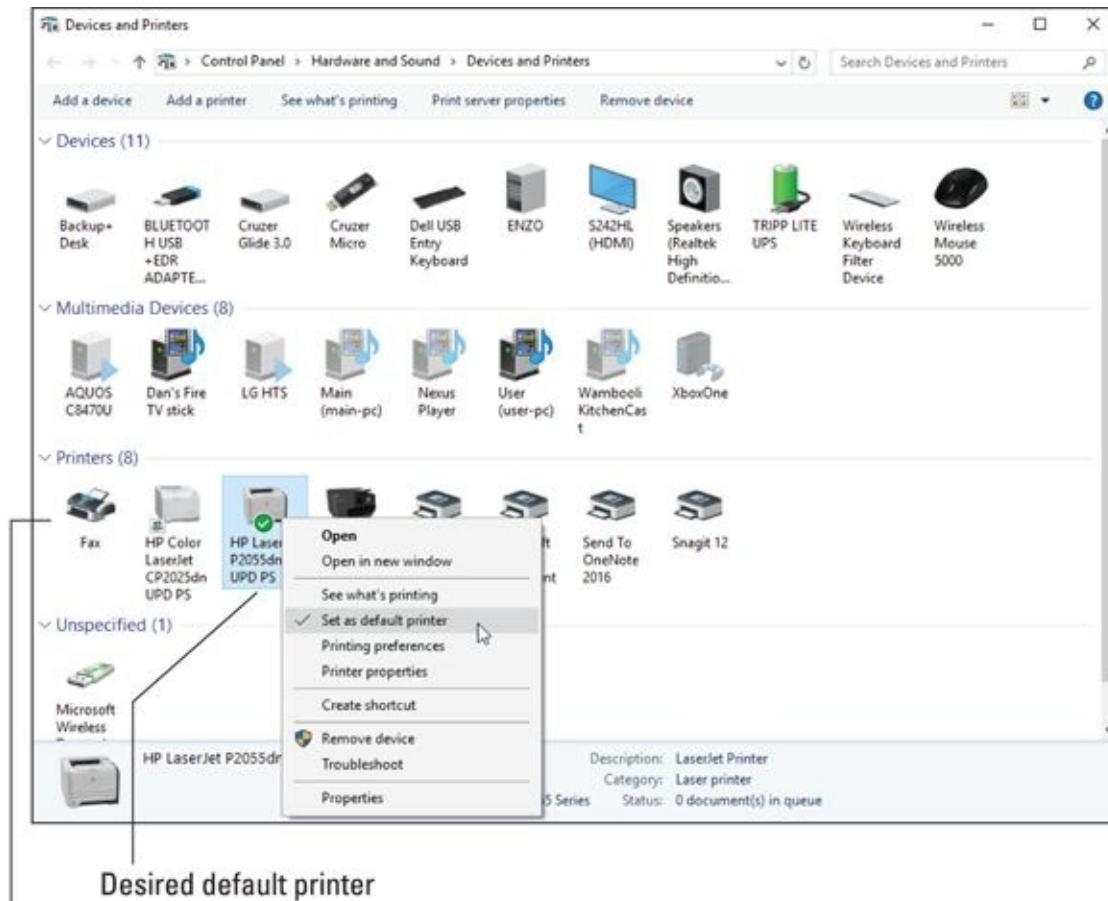 Devices and Printers
Control Panel > Hardware and Sound > Devices and Printers
Search Devices and Printers
Add a device Add a printer See what's printing Print server properties Remove device
Devices (11)
Backup+ Desk
BLUETOOT H USB +EDR ADAPTE...
Cruzer Glide 3.0
Cruzer Micro
Dell USB Entry Keyboard
ENZO
S242HL (HDMI)
Speakers (Realtek High Definitio...
TRIPP LITE UPS
Wireless Keyboard Filter Device
Wireless Mouse 5000
Multimedia Devices (8)
AQUOS C8470U
Dan's Fire TV stick
LG HTS
Main (main-pc)
Nexus Player
User (user-pc)
Wambooli KitchenCas t
XboxOne
Printers (8)
Fax
HP Color LaserJet CP2025dn UPD PS
HP Laser P2055dn UPD PS
Send To OneNote 2016
Snagit 12
Open
Open in new window
See what's printing
Set as default printer
Printing preferences
Printer properties
Create shortcut
Remove device
Troubleshoot
Properties
Unspecified (1)
Microsoft Wireless
HP LaserJet P2055dn
5 Series
Description: LaserJet Printer
Category: Laser printer
Status: 0 document(s) in queue
Desired default printer